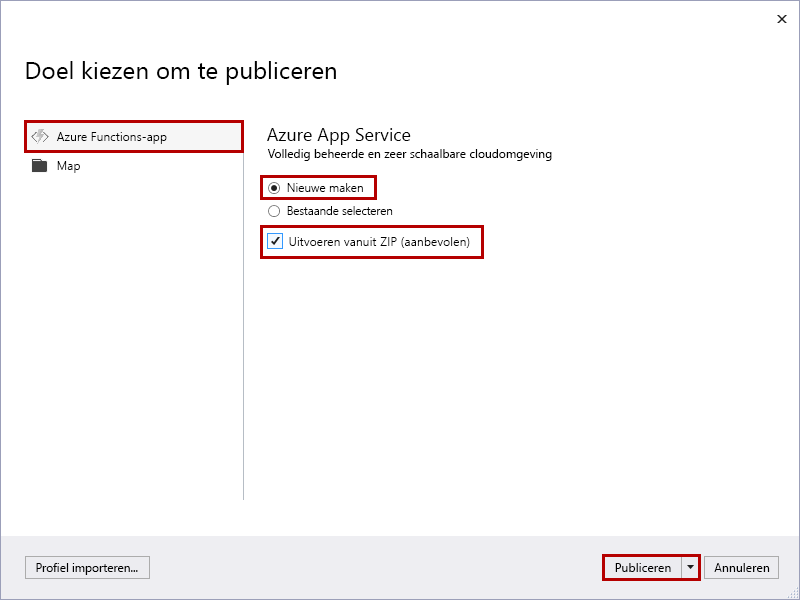 Doel kiezen om te publiceren
Azure Functions-app
Map
Azure App Service
Volledig beheerde en zeer schaalbare cloudomgeving
Nieuwe maken
Bestaande selecteren
Uitvoeren vanuit ZIP (aanbevolen)
Profiel importeren...
Publiceren
Annuleren